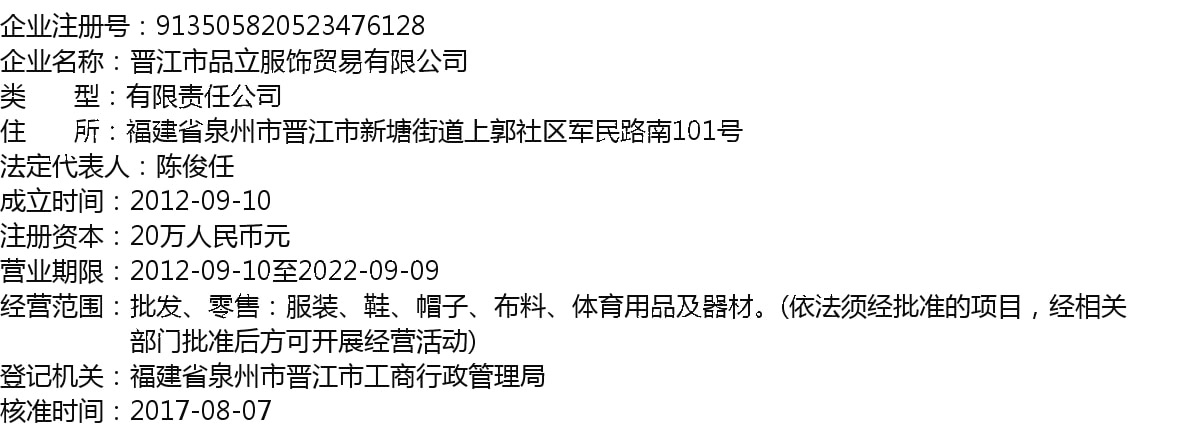 企业注册号：913505820523476128
企业名称：晋江市品立服饰贸易有限公司
类 型：有限责任公司
住 所：福建省泉州市晋江市新塘街道上郭社区军民路南101号
法定代表人：陈俊任
成立时间：2012-09-10
注册资本：20万人民币元
营业期限：2012-09-10至2022-09-09
经营范围：批发、零售：服装、鞋、帽子、布料、体育用品及器材。(依法须经批准的项目，经相关
部门批准后方可开展经营活动)
登记机关：福建省泉州市晋江市工商行政管理局
核准时间：2017-08-07